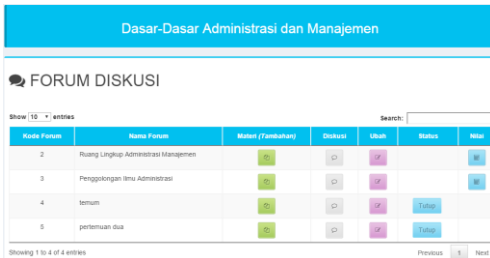 Dasar-Dasar Administrasi dan Manajemen
FORUM DISKUSI
Show 10 entries
Search:
Kode Forum Nama Forum Materi (Tambahan) Diskusi Ubah Status Nilai
2 Ruang Lingkup Administrasi Manajemen
3 Penggolongan Ilmu Administrasi
4 temum Tutup
5 pertemuan dua Tutup
Showing 1 to 4 of 4 entries
Previous 1 Next